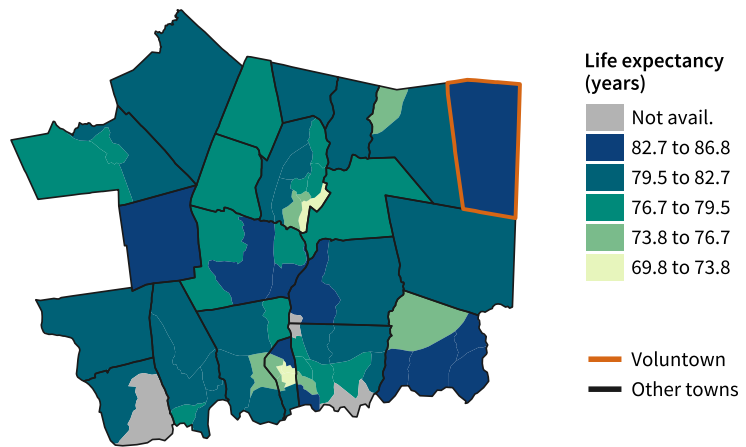 Life expectancy
(years)
Not avail.
82.7 to 86.8
79.5 to 82.7
76.7 to 79.5
73.8 to 76.7
69.8 to 73.8
Voluntown
Other towns